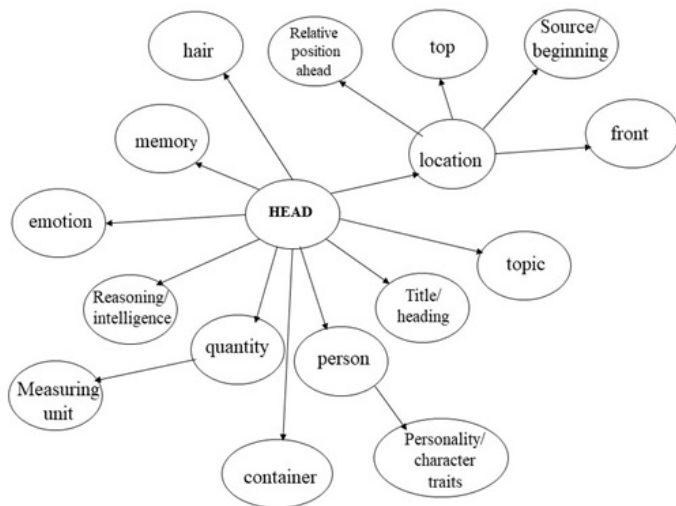 hair
Relative
position
ahead
top
Source/
beginning
memory
location
front
emotion
HEAD
topic
Reasoning/
intelligence
Title/
heading
quantity
person
Measuring
unit
container
Personality/
character
traits